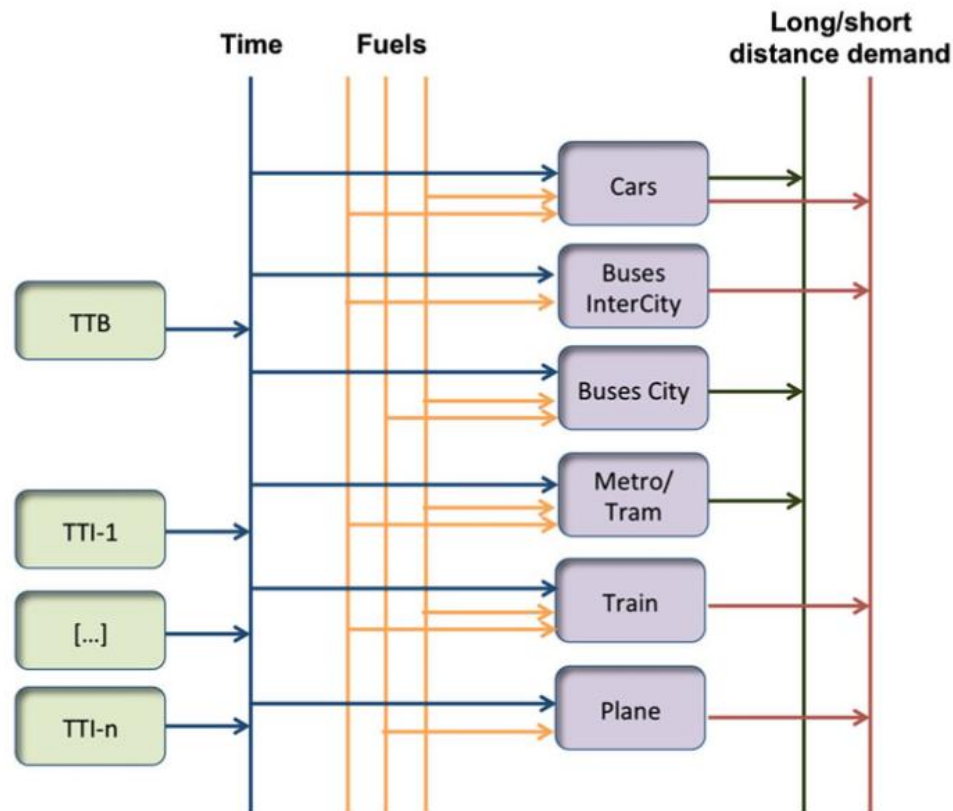 Long/short
distance demand
Time
Fuels
Cars
Buses
InterCity
TTB
Buses City
Metro/
Tram
TTI-1
Train
[...]
Plane
TTI-n